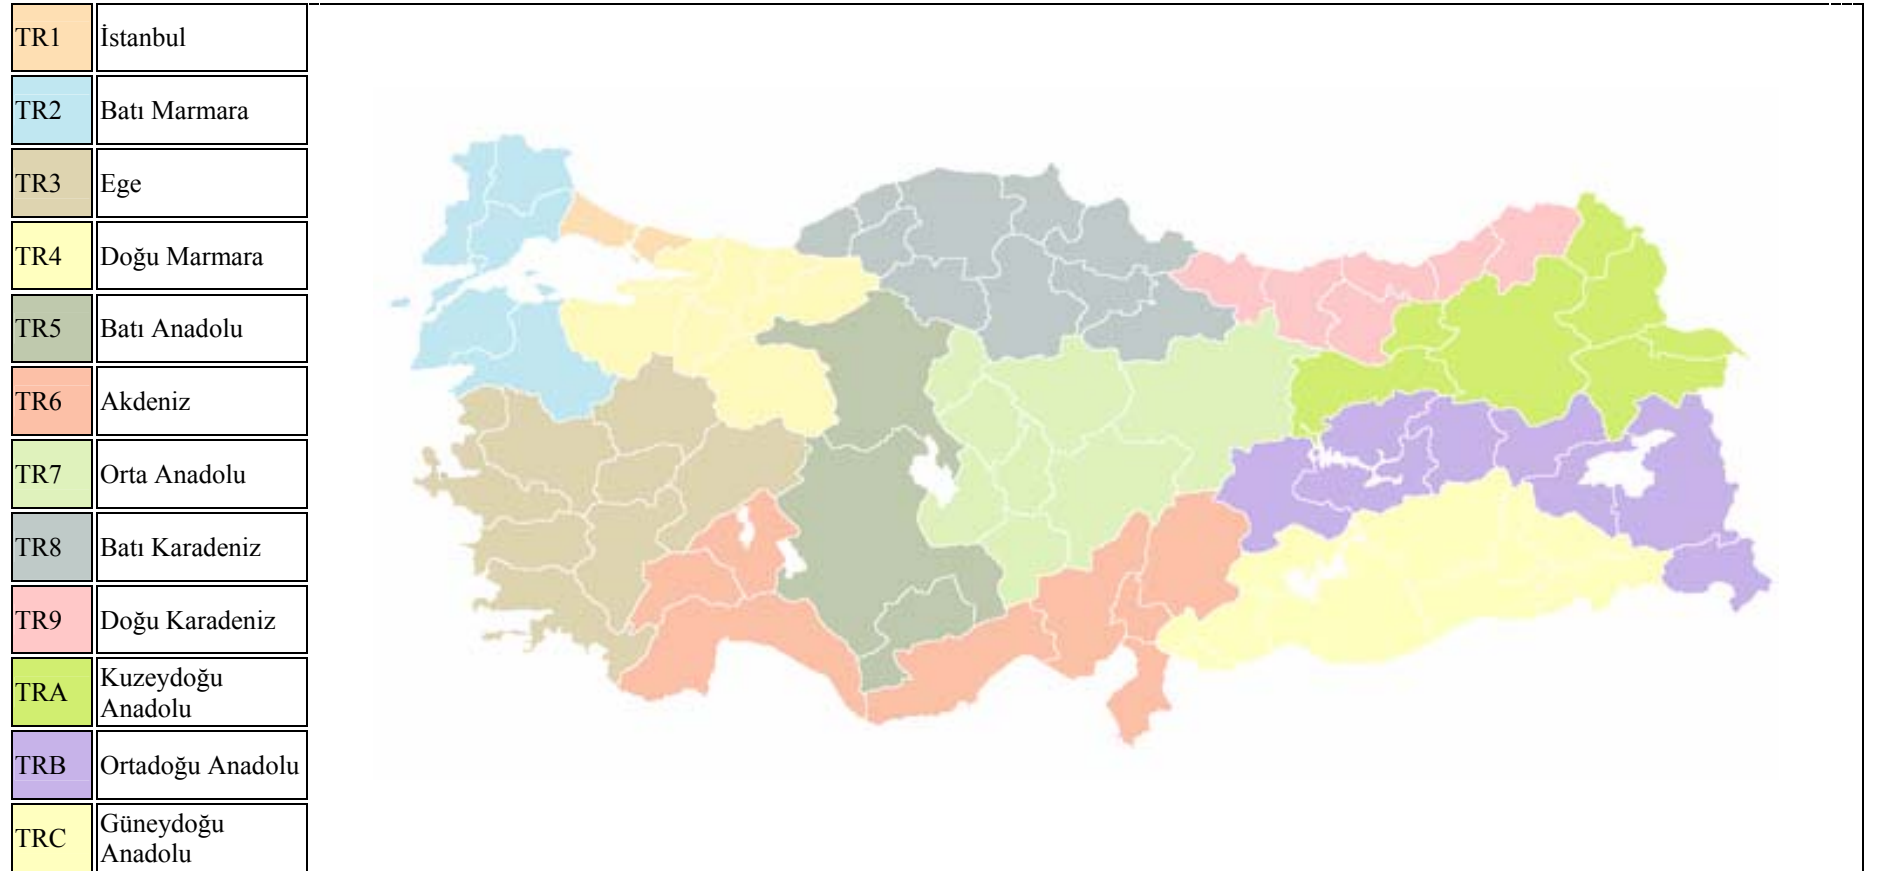 TR1 İstanbul
TR2 Batı Marmara
TR3 Ege
TR4 Doğu Marmara
TR5 Batı Anadolu
TR6 Akdeniz
TR7 Orta Anadolu
TR8 Batı Karadeniz
TR9 Doğu Karadeniz
TRA Kuzeydoğu
Anadolu
TRB Ortadoğu Anadolu
TRC Güneydoğu
Anadolu